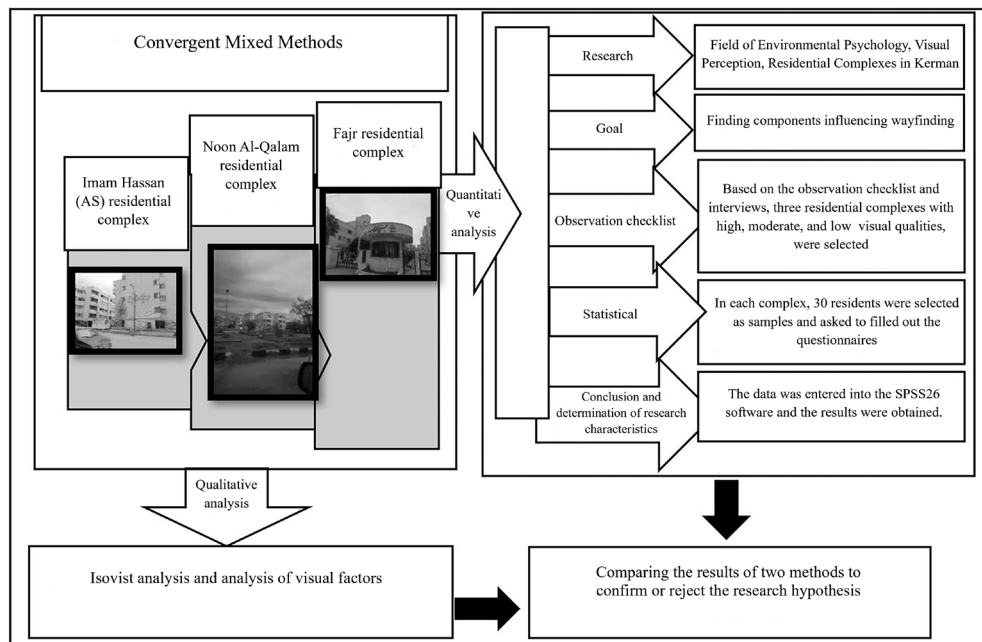 Convergent Mixed Methods
Imam Hassan
(AS) residential
complex
Noon Al-Qalam
residential
complex
Fajr residential
complex
Quantitati
ve
analysis
Research
Field of Environmental Psychology, Visual
Perception, Residential Complexes in Kerman
Goal
Finding components influencing wayfinding
Observation checklist
Based on the observation checklist and
interviews, three residential complexes with
high, moderate, and low visual qualities,
were selected
Statistical
In each complex, 30 residents were selected
as samples and asked to filled out the
questionnaires
Conclusion and
determination of research
characteristics
The data was entered into the SPSS26
software and the results were obtained.
Qualitative
analysis
Isovist analysis and analysis of visual factors
Comparing the results of two methods to
confirm or reject the research hypothesis